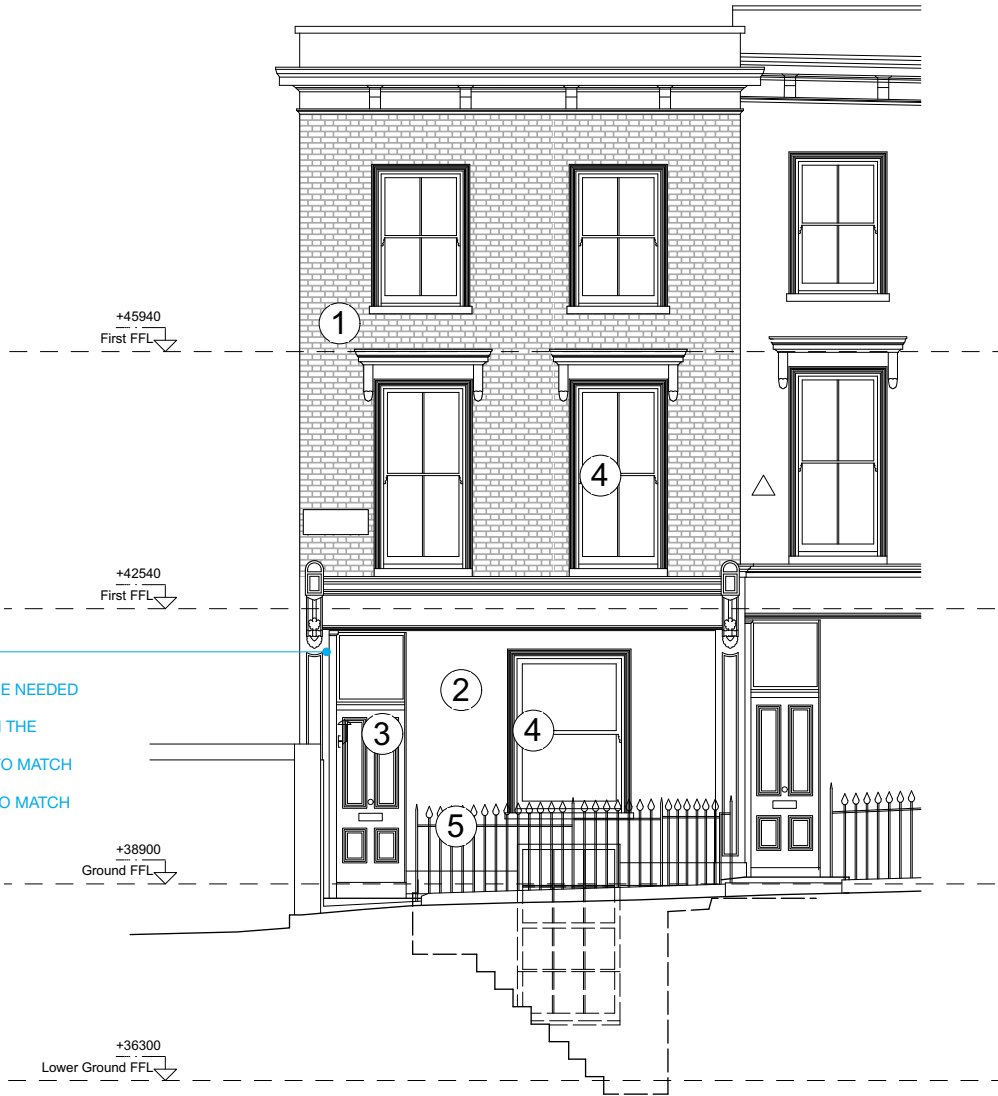 +45940
First FFL
1
4
+42540
First FFL
E NEEDED
THE
O MATCH
O MATCH
2
3
4
5
+38900
Ground FFL
+36300
Lower Ground FFL